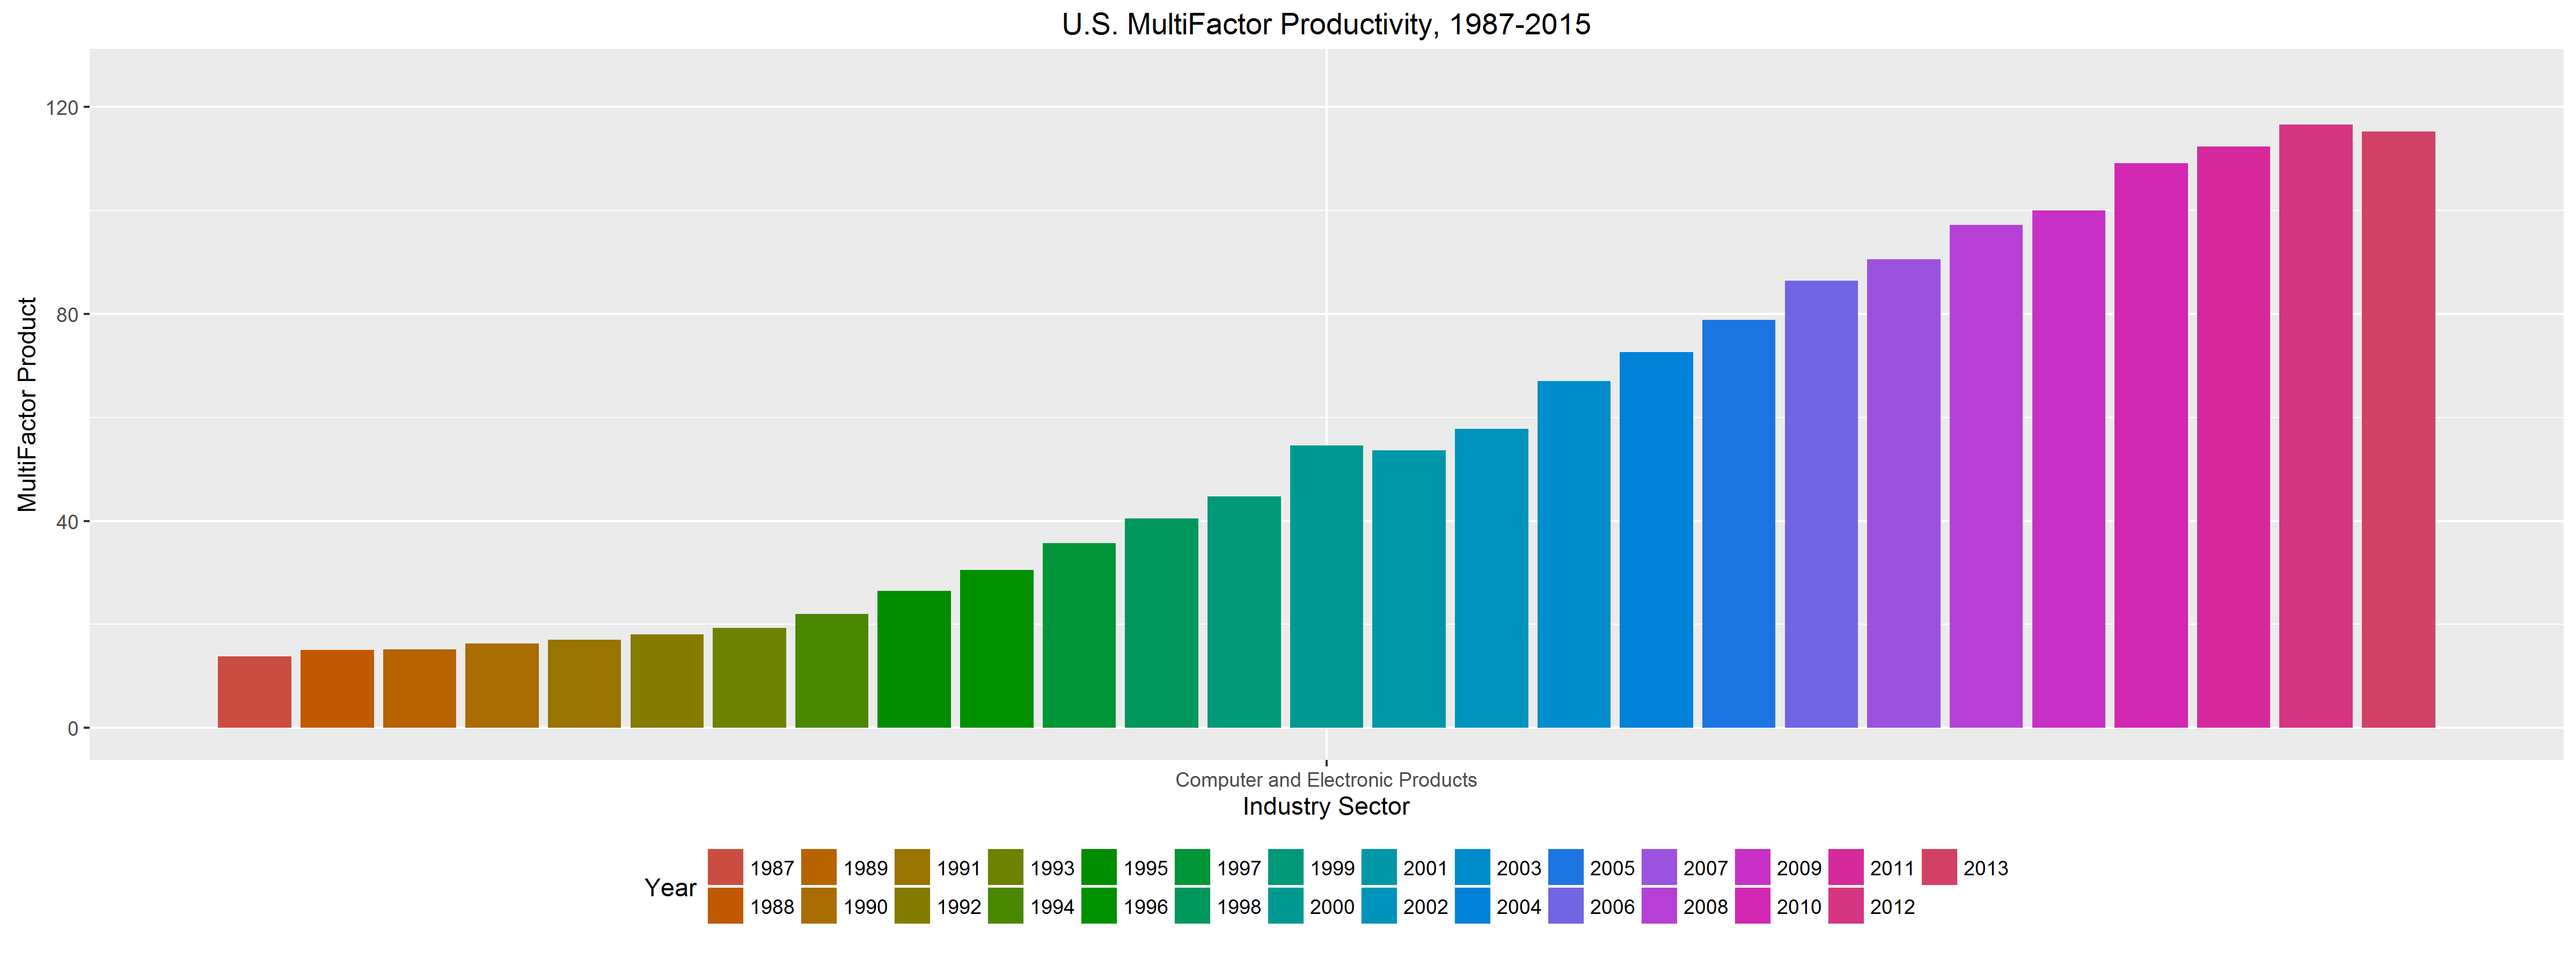 U.S. MultiFactor Productivity, 1987-2015
MultiFactor Product
120
80
40
0
Computer and Electronic Products
Industry Sector
Year
1987 1989 1991 1993 1995 1997 1999 2001 2003 2005 2007 2009 2011 2013
1988 1990 1992 1994 1996 1998 2000 2002 2004 2006 2008 2010 2012